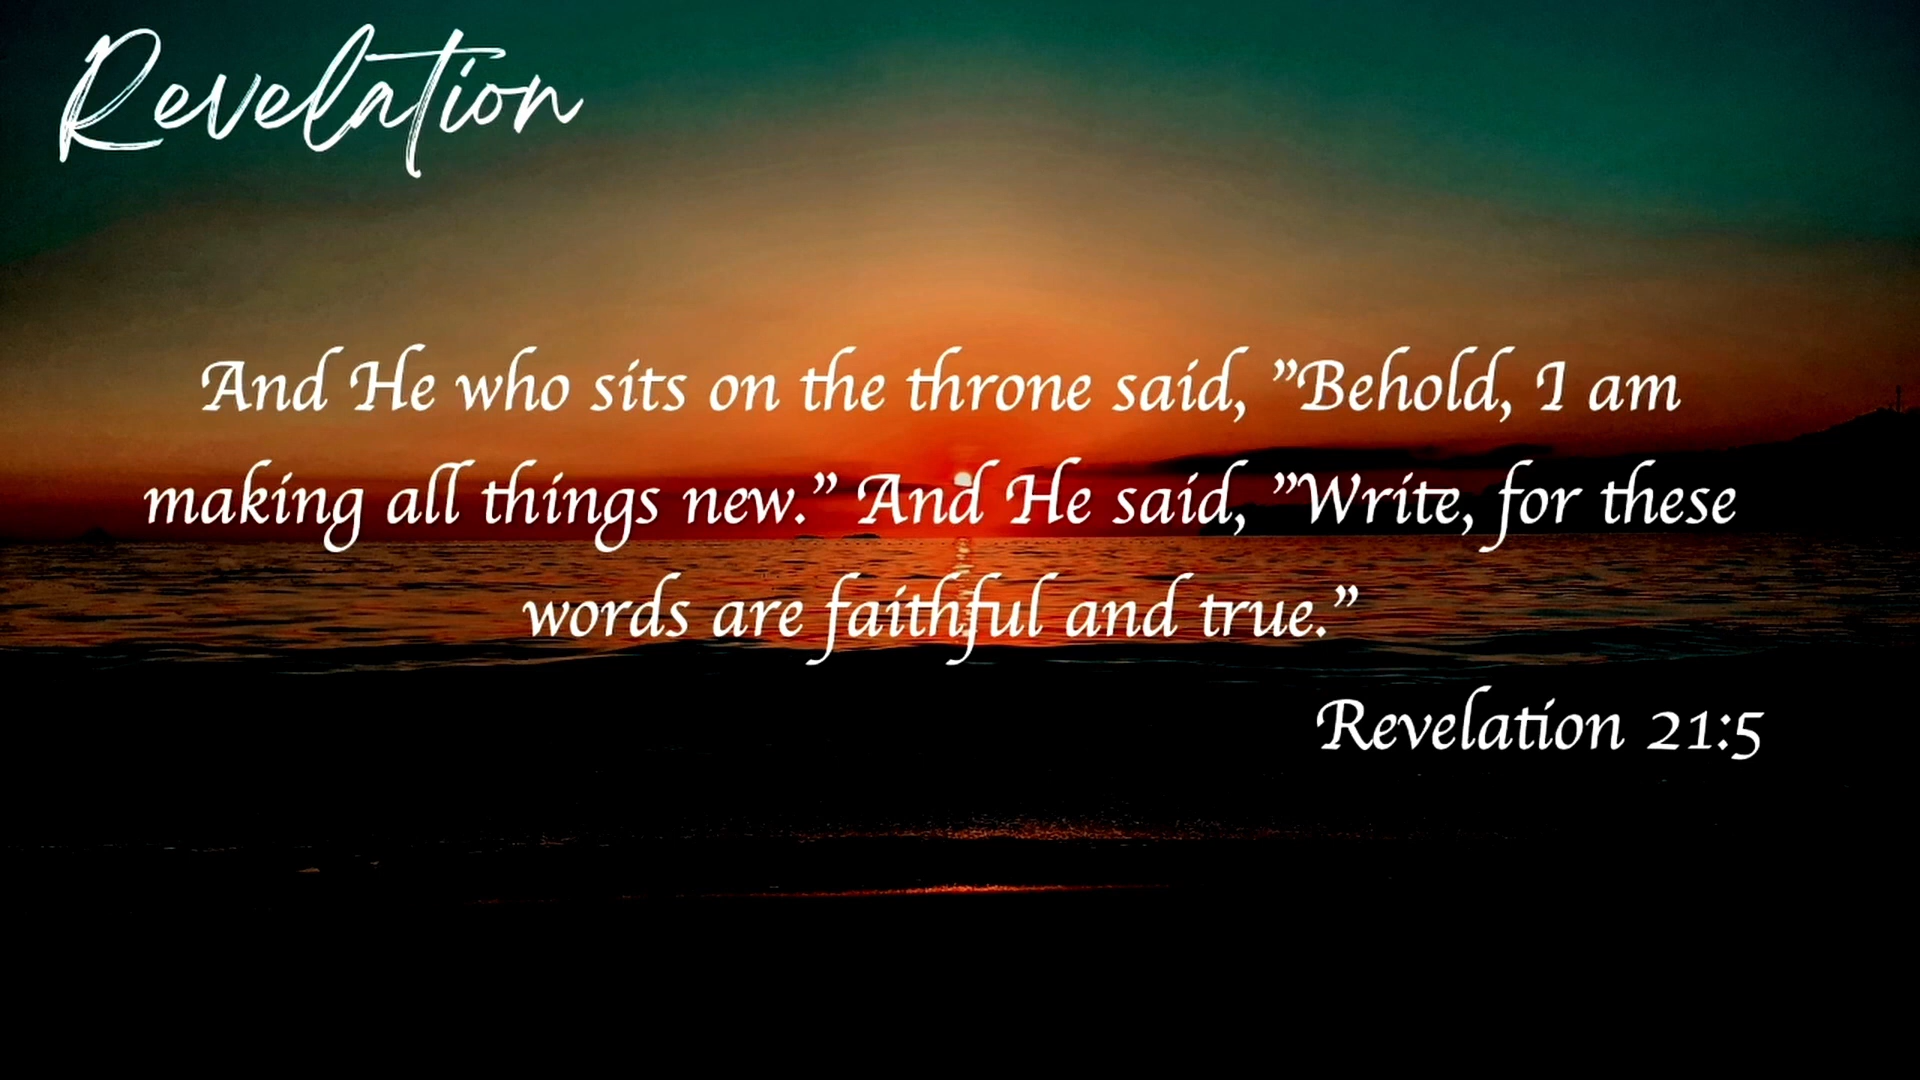 Revelation
And He who sits on the throne said, "Behold, I am
making all things new." And He said, "Write, for these
words are faithful and true."
Revelation 21:5